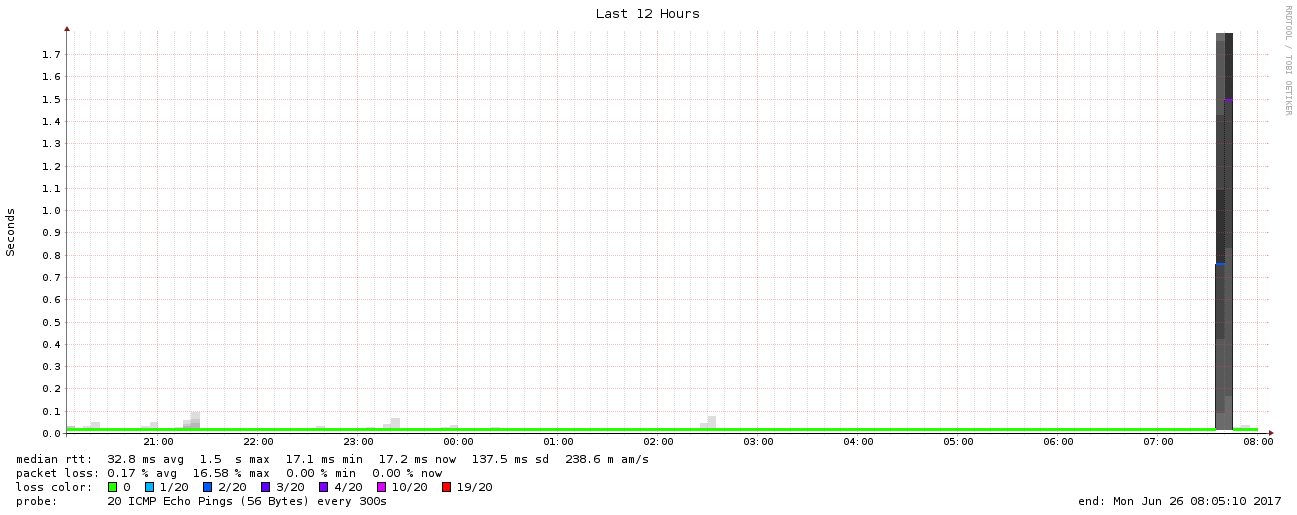 Last 12 Hours
RRDTOOL / TOBI OETIKER
Seconds
1.7
1.6
1.5
1.4
1.3
1.2
1.1
1.0
0.9
0.8
0.7
0.6
0.5
0.4
0.3
0.2
0.1
0.0
21:00 22:00 23:00 00:00 01:00 02:00 03:00 04:00 05:00 06:00 07:00 08:00
median rtt: 32.8 ms avg 1.5 s max 17.1 ms min 17.2 ms now 137.5 ms sd 238.6 m am/s
packet loss: 0.17 % avg 16.58 % max 0.00 % min 0.00 % now
loss color: 0 1/20 2/20 3/20 4/20 10/20 19/20
probe: 20 ICMP Echo Pings (56 Bytes) every 300s end: Mon Jun 26 08:05:10 2017